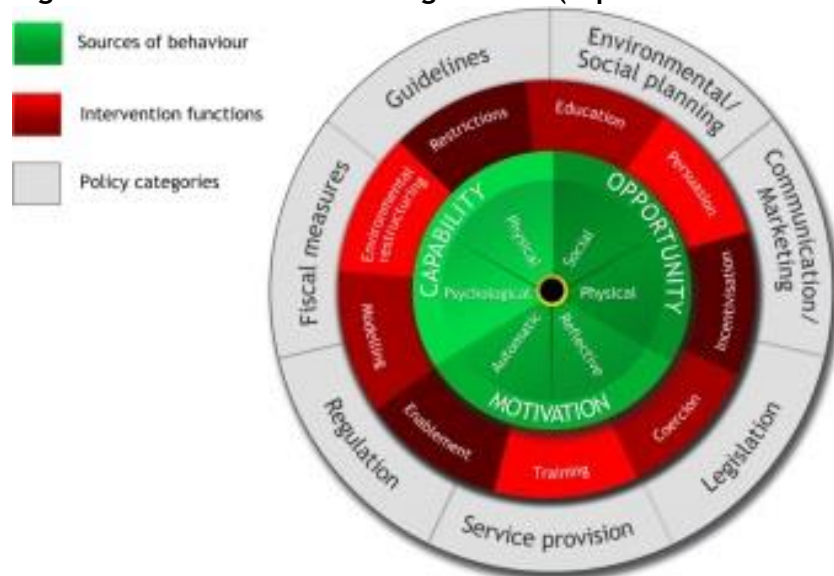 Sources of behaviour
Intervention functions
Policy categories
Guidelines
Environmental/
Social planning
Communication/
Marketing
Legislation
Service provision
Regulation
Fiscal measures
Restrictions
Education
Persuasion
Incentivisation
Coercion
Training
Enablement
Modelling
Environmental
restructuring
CAPABILITY
OPPORTUNITY
MOTIVATION
Physical
Social
Psychological
Physical
Automatic
Reflective